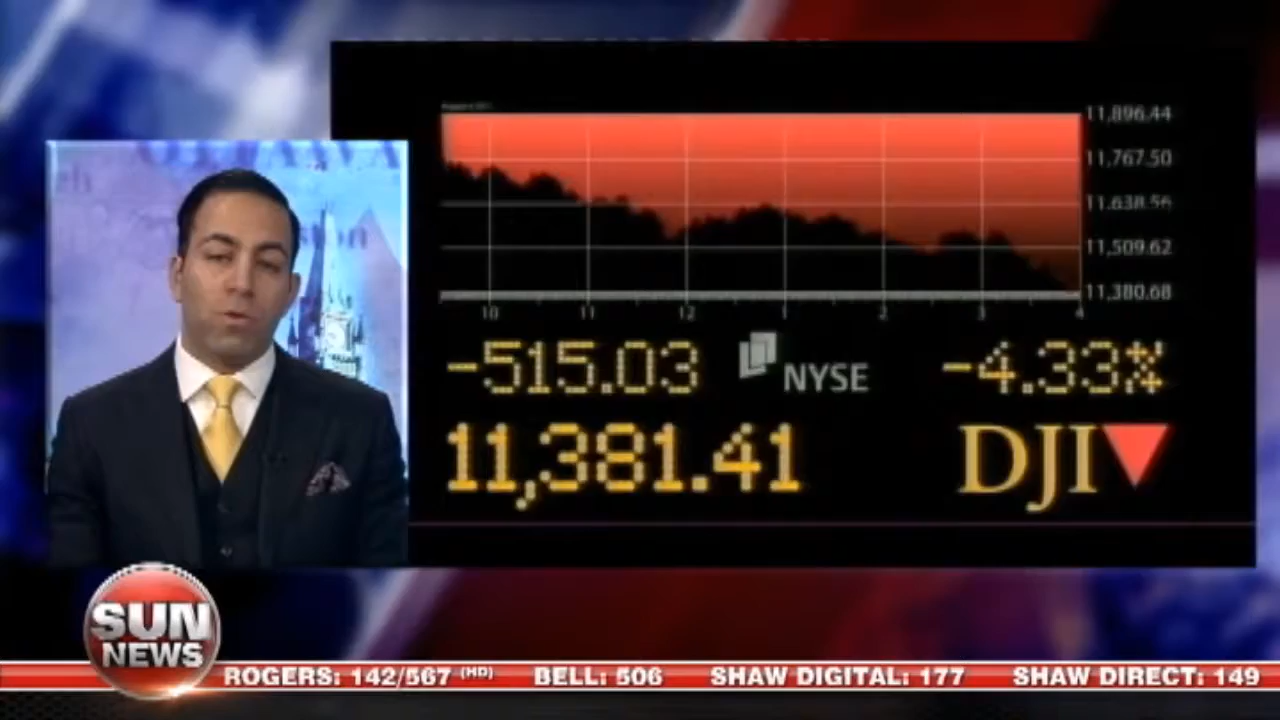 11,896.44
11,767.50
11,638.56
11,509.62
11,380.68
10 11 12 1 2 3 4
-515.03 NYSE -4.33%
11,381.41 DJI
SUN
NEWS
ROGERS: 142/567 (HD) BELL: 506 SHAW DIGITAL: 177 SHAW DIRECT: 149